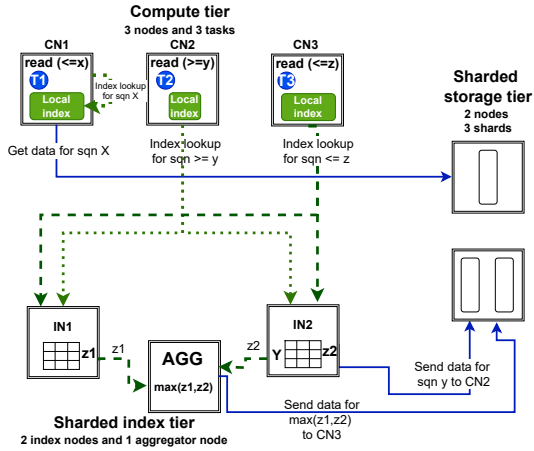 Compute tier
3 nodes and 3 tasks
CN1
CN2
CN3
read (<=x)
T1
Local
index
Index lookup
for sqn X
read (>=y)
T2
Local
index
read (<=z)
T3
Local
index
Sharded
storage tier
2 nodes
3 shards
Get data for sqn X
Index lookup
for sqn >= y
Index lookup
for sqn <= z
IN1
z1
z1
AGG
max(z1,z2)
z2
IN2
Y
z2
Send data for
sqn y to CN2
Send data for
max(z1,z2)
to CN3
Sharded index tier
2 index nodes and 1 aggregator node